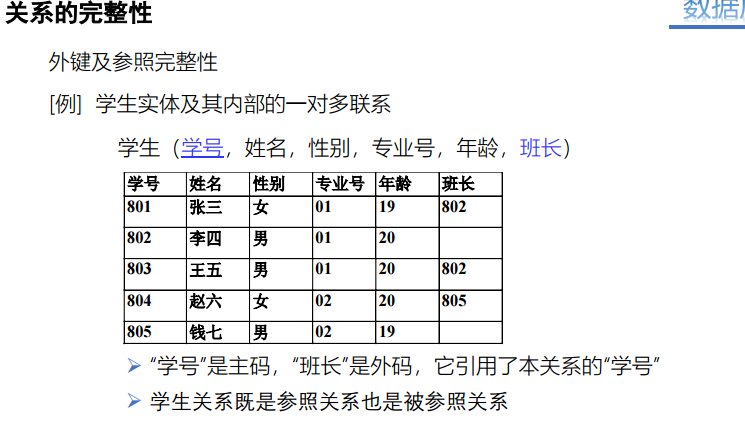 关系的完整性
数据
外键及参照完整性
[例] 学生实体及其内部的一对多联系
学生（学号，姓名，性别，专业号，年龄，班长）
学号 姓名 性别 专业号 年龄 班长
801 张三 女 01 19 802
802 李四 男 01 20
803 王五 男 01 20 802
804 赵六 女 02 20 805
805 钱七 男 02 19
➢ “学号”是主码，“班长”是外码，它引用了本关系的“学号”
➢ 学生关系既是参照关系也是被参照关系